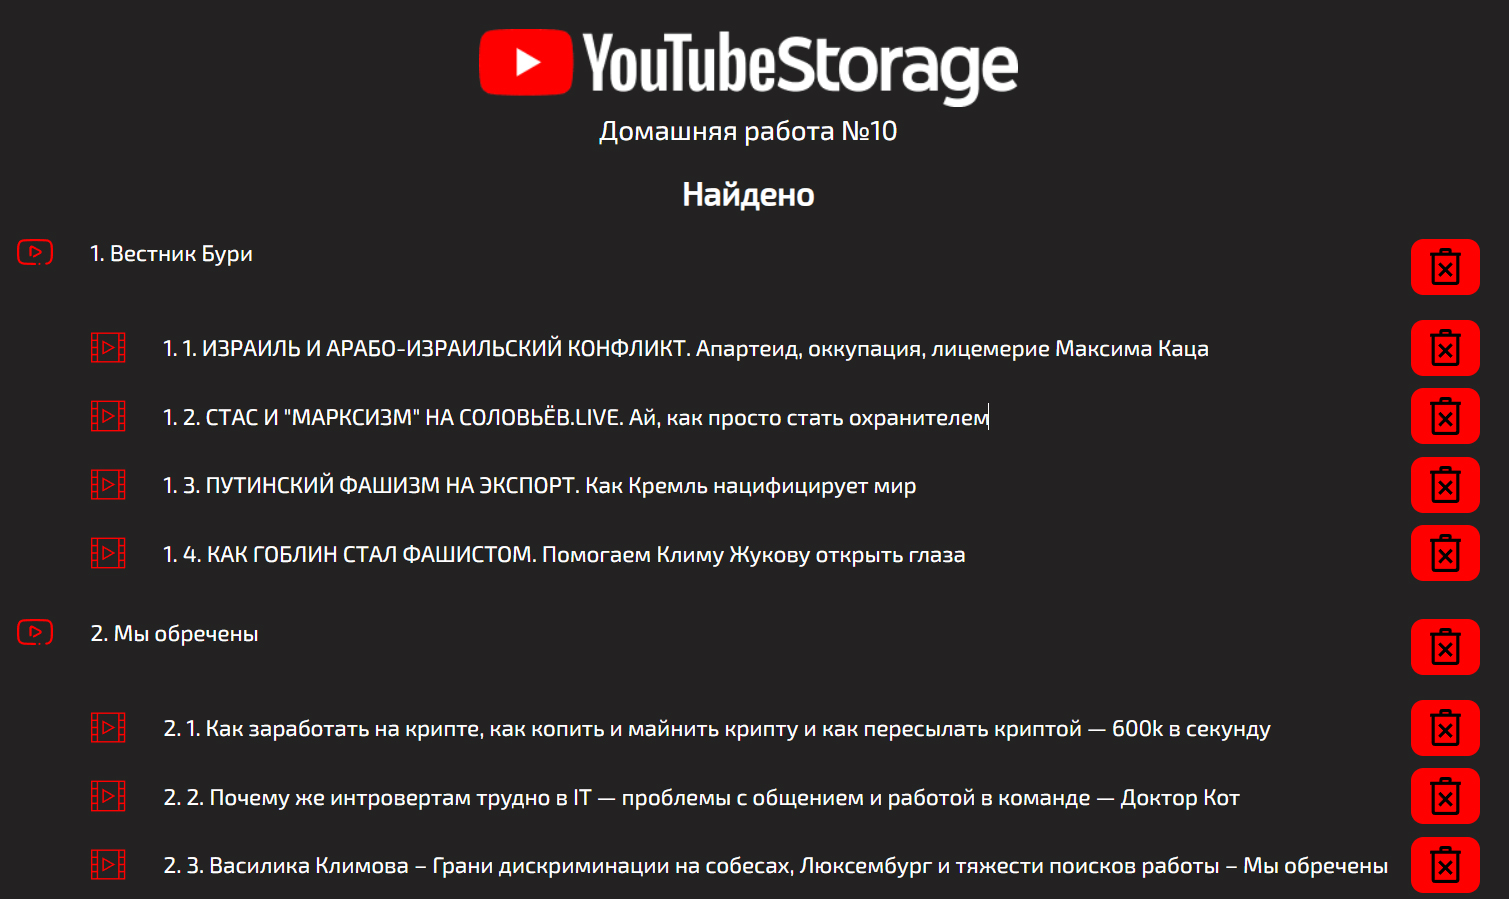 YouTubeStorage
Домашняя работа №10
Найдено
1. Вестник Бури
1. 1. ИЗРАИЛЬ И АРАБО-ИЗРАИЛЬСКИЙ КОНФЛИКТ. Апартеид, оккупация, лицемерие Максима Каца
1. 2. СТАС И "МАРКСИЗМ" НА СОЛОВЬЁВ.LIVE. Ай, как просто стать охранителем
1. 3. ПУТИНСКИЙ ФАШИЗМ НА ЭКСПОРТ. Как Кремль нацифицирует мир
1. 4. КАК ГОБЛИН СТАЛ ФАШИСТОМ. Помогаем Климу Жукову открыть глаза
2. Мы обречены
2. 1. Как заработать на крипте, как копить и майнить крипту и как пересылать криптой — 600k в секунду
2. 2. Почему же интровертам трудно в IT — проблемы с общением и работой в команде — Доктор Кот
2. 3. Василика Климова – Грани дискриминации на собесах, Люксембург и тяжести поисков работы – Мы обречены